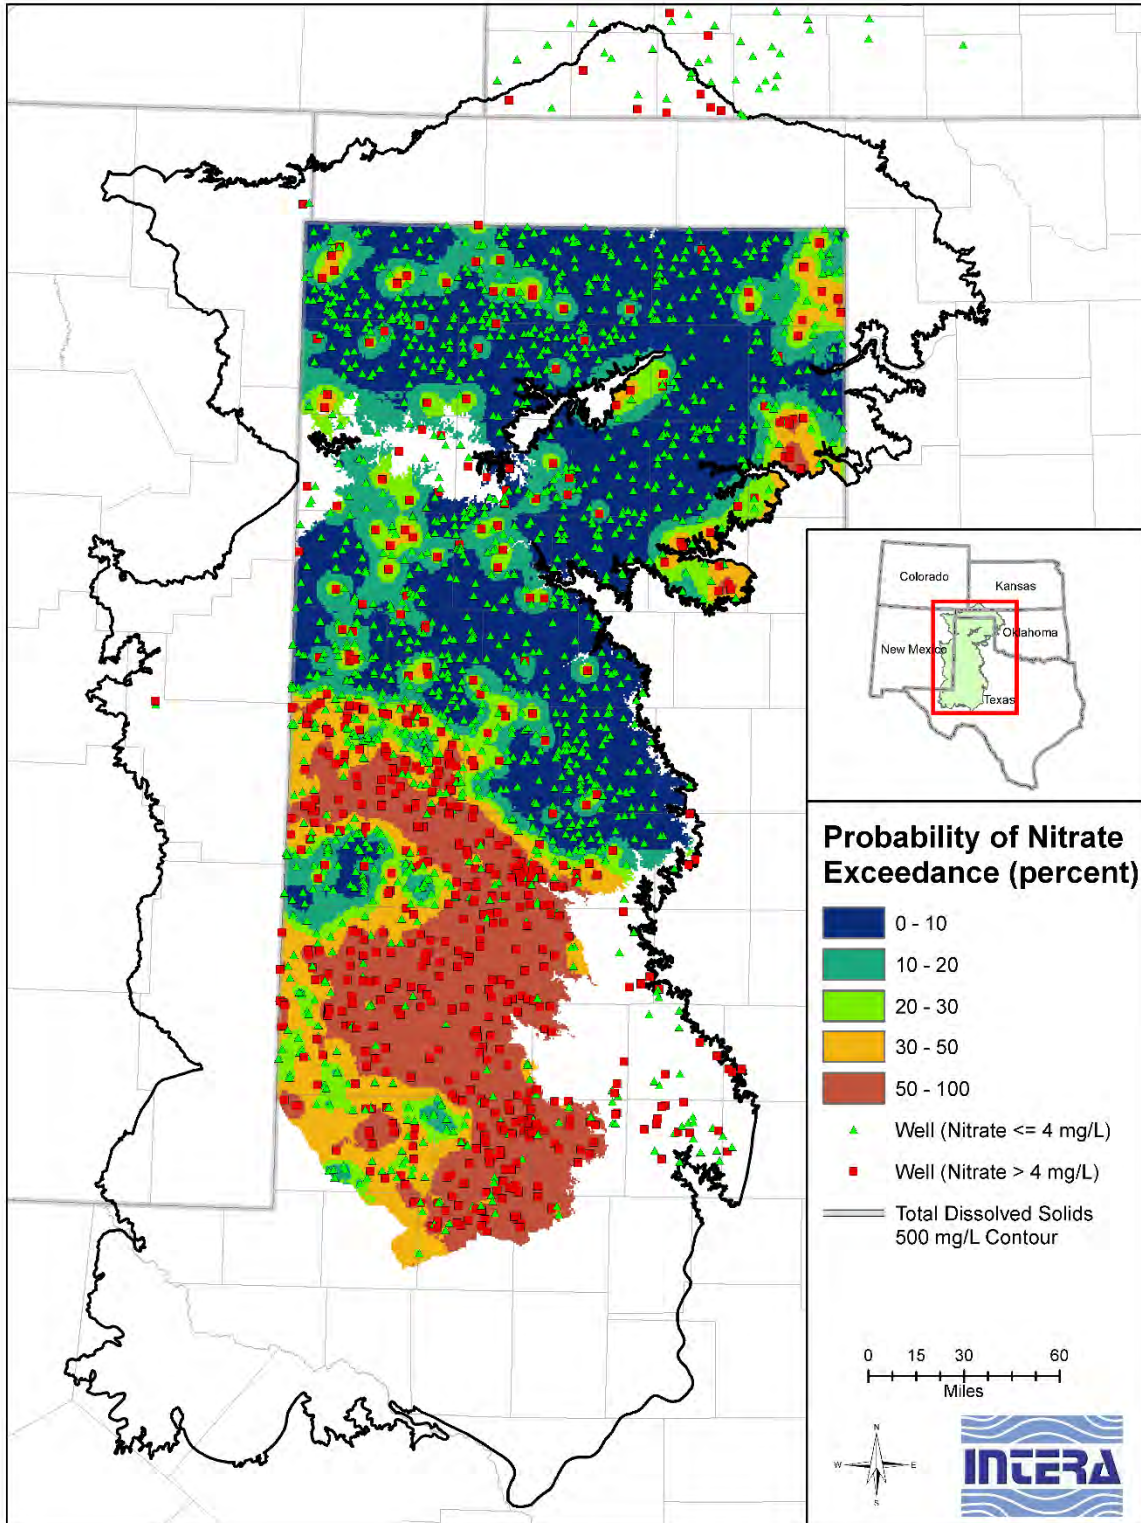 Colorado
Kansas
Oklahoma
New Mexico
Texas
Probability of Nitrate
Exceedance (percent)
0 - 10
10 - 20
20 - 30
30 - 50
50 - 100
Well (Nitrate <= 4 mg/L)
Well (Nitrate > 4 mg/L)
Total Dissolved Solids
500 mg/L Contour
0 15 30 60
Miles
N
W E
S
INTERA